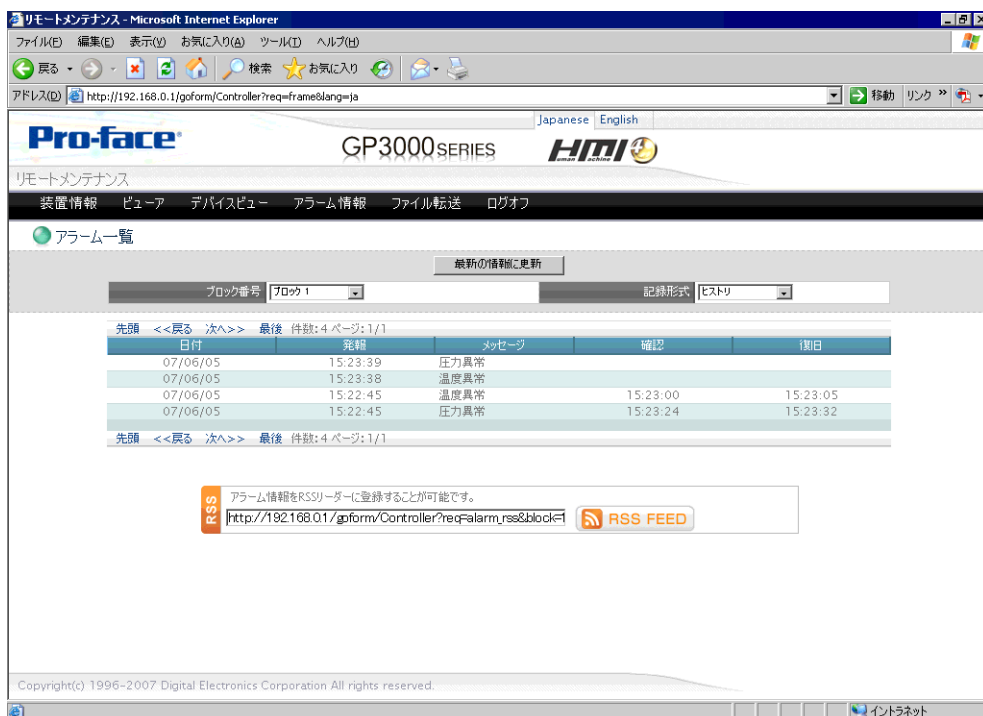 リモートメンテナンス - Microsoft Internet Explorer
ファイル(F) 編集(E) 表示(V) お気に入り(A) ツール(T) ヘルプ(H)
戻る 検索 お気に入り
アドレス(D) http://192.168.0.1/goform/Controller?req=frame&lang=ja 移動 リンク »
Japanese English
Pro-face GP3000 SERIES HMI Human Machine
リモートメンテナンス
装置情報 ビューア デバイスビュー アラーム情報 ファイル転送 ログオフ
アラーム一覧
最新の情報に更新
ブロック番号 ブロック 1 記録形式 ヒストリ
先頭 <<戻る 次へ>> 最後 件数:4 ページ:1/1
日付 発報 メッセージ 確認 復旧
07/06/05 15:23:39 圧力異常
07/06/05 15:23:38 温度異常
07/06/05 15:22:45 温度異常 15:23:00 15:23:05
07/06/05 15:22:45 圧力異常 15:23:24 15:23:32
先頭 <<戻る 次へ>> 最後 件数:4 ページ:1/1
RSS
アラーム情報をRSSリーダーに登録することが可能です。
http://192.168.0.1/goform/Controller?req=alarm_rss&block=1 RSS FEED
Copyright(c) 1996-2007 Digital Electronics Corporation All rights reserved.
イントラネット